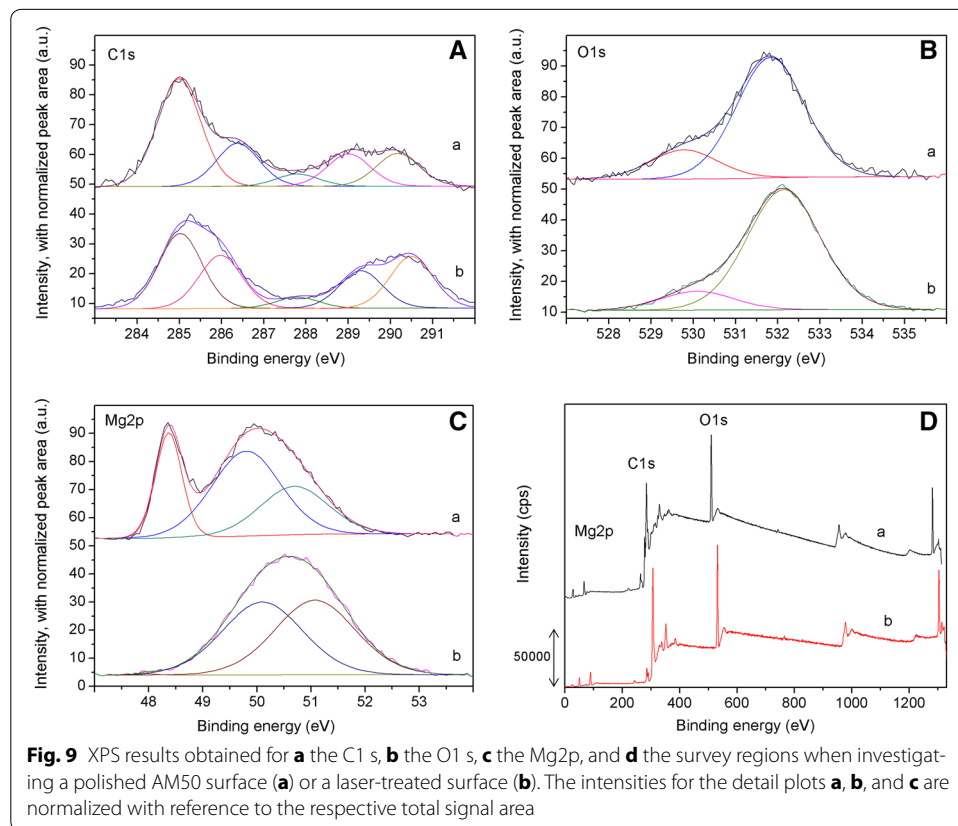 C1s
A
Intensity, with normalized peak area (a.u.)
90
80
70
60
50
40
30
20
10
a
b
284 285 286 287 288 289 290 291
Binding energy (eV)
O1s
B
Intensity, with normalized peak area (a.u.)
90
80
70
60
50
40
30
20
10
a
b
528 529 530 531 532 533 534 535
Binding energy (eV)
Mg2p
C
Intensity, with normalized peak area (a.u.)
90
80
70
60
50
40
30
20
10
0
a
b
48 49 50 51 52 53
Binding energy (eV)
D
O1s
C1s
Mg2p
Intensity (cps)
50000
a
b
0 200 400 600 800 1000 1200
Binding energy (eV)
Fig. 9 XPS results obtained for a the C1 s, b the O1 s, c the Mg2p, and d the survey regions when investigat-
ing a polished AM50 surface (a) or a laser-treated surface (b). The intensities for the detail plots a, b, and c are
normalized with reference to the respective total signal area